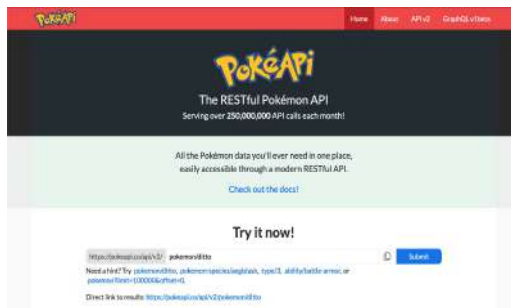 PokéAPI
Home About API v2 GraphQL v1beta
PokéAPI
The RESTful Pokémon API
Serving over 250,000,000 API calls each month!
All the Pokémon data you'll ever need in one place,
easily accessible through a modern RESTful API.
Check out the docs!
Try it now!
https://pokeapi.co/api/v2/ pokemon/ditto Submit
Need a hint? Try pokemon/ditto, pokemon-species/aegislash, type/3, ability/battle-armor, or
pokemon?limit=100000&offset=0.
Direct link to results: https://pokeapi.co/api/v2/pokemon/ditto